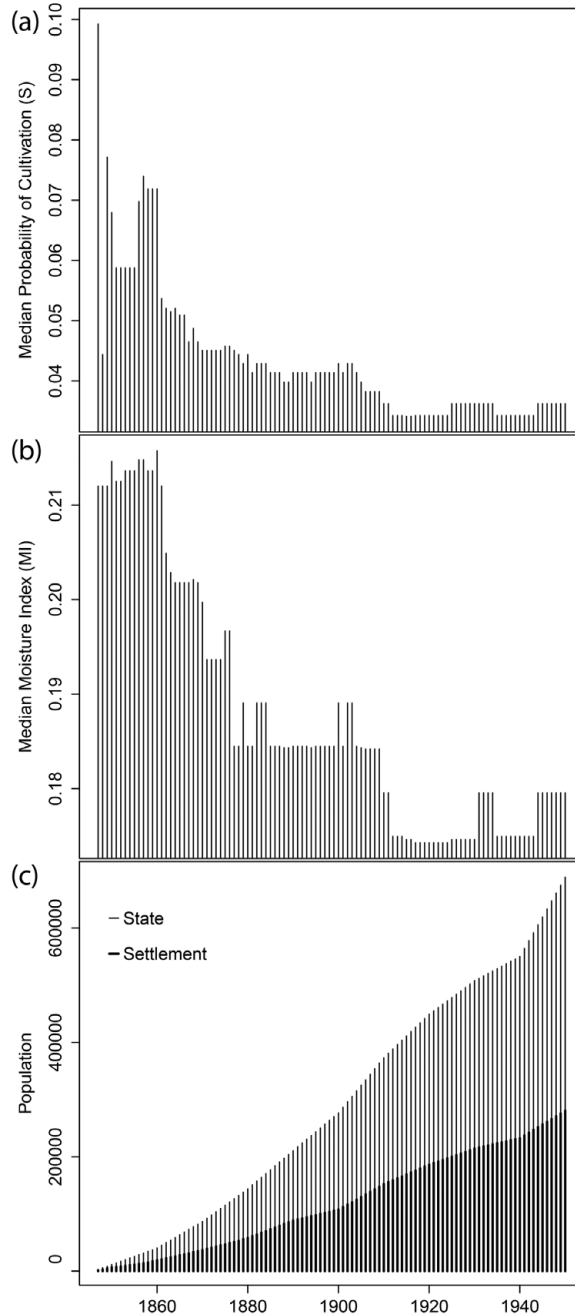 (a)
Median Probability of Cultivation (S)
0.10
0.09
0.08
0.07
0.06
0.05
0.04
(b)
Median Moisture Index (MI)
0.21
0.20
0.19
0.18
(c)
State
Settlement
Population
600000
400000
200000
0
1860 1880 1900 1920 1940